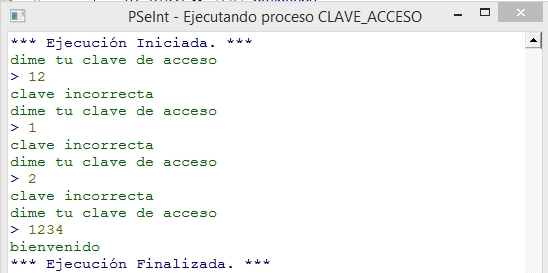 PSeInt - Ejecutando proceso CLAVE_ACCESO
*** Ejecución Iniciada. ***
dime tu clave de acceso
> 12
clave incorrecta
dime tu clave de acceso
> 1
clave incorrecta
dime tu clave de acceso
> 2
clave incorrecta
dime tu clave de acceso
> 1234
bienvenido
*** Ejecución Finalizada. ***